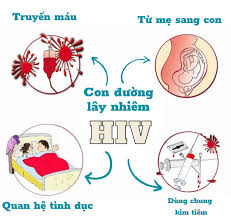 Truyền máu
Từ mẹ sang con
Con đường
lây nhiễm
HIV
Quan hệ tình dục
Dùng chung
kim tiêm